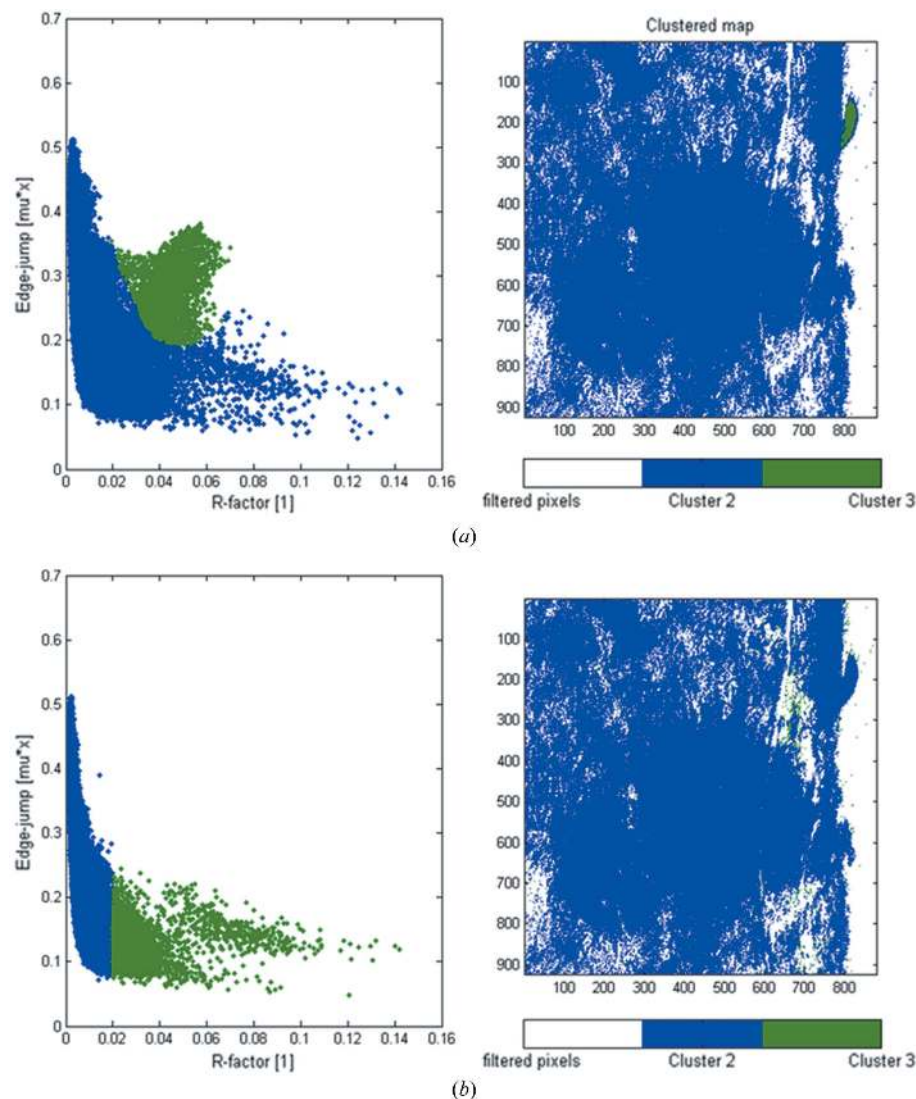 0.7
0.6
0.5
0.4
0.3
0.2
0.1
0
Edge-jump [mu*x]
0 0.02 0.04 0.06 0.08 0.1 0.12 0.14 0.16
R-factor [1]
Clustered map
100
200
300
400
500
600
700
800
900
100 200 300 400 500 600 700 800
filtered pixels Cluster 2 Cluster 3
(a)
0.7
0.6
0.5
0.4
0.3
0.2
0.1
0
Edge-jump [mu*x]
0 0.02 0.04 0.06 0.08 0.1 0.12 0.14 0.16
R-factor [1]
100
200
300
400
500
600
700
800
900
100 200 300 400 500 600 700 800
filtered pixels Cluster 2 Cluster 3
(b)